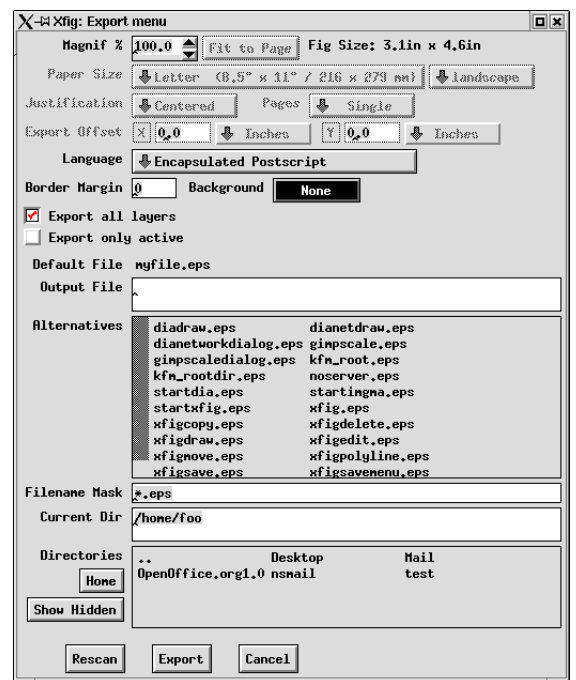 Xfig: Export menu
Magnif % 100.0 Fit to Page Fig Size: 3.1in x 4.6in
Paper Size Letter (8.5" x 11" / 216 x 279 mm) landscape
Justification Centered Pages Single
Export Offset X 0.0 Inches Y 0.0 Inches
Language Encapsulated Postscript
Border Margin 0 Background None
Export all layers
Export only active
Default File myfile.eps
Output File
Alternatives diadraw.eps dianetdraw.eps
dianetworkdialog.eps gimpscale.eps
gimpscaledialog.eps kfm_root.eps
kfm_rootdir.eps noserver.eps
startdia.eps startimgma.eps
startxfig.eps xfig.eps
xfigcopy.eps xfigdelete.eps
xfigdraw.eps xfigedit.eps
xfigmove.eps xfigpolyline.eps
xfigsave.eps xfigsavemenu.eps
Filename Mask *.eps
Current Dir /home/foo
Directories .. Desktop Mail
Home OpenOffice.org1.0 nsmail test
Show Hidden
Rescan Export Cancel